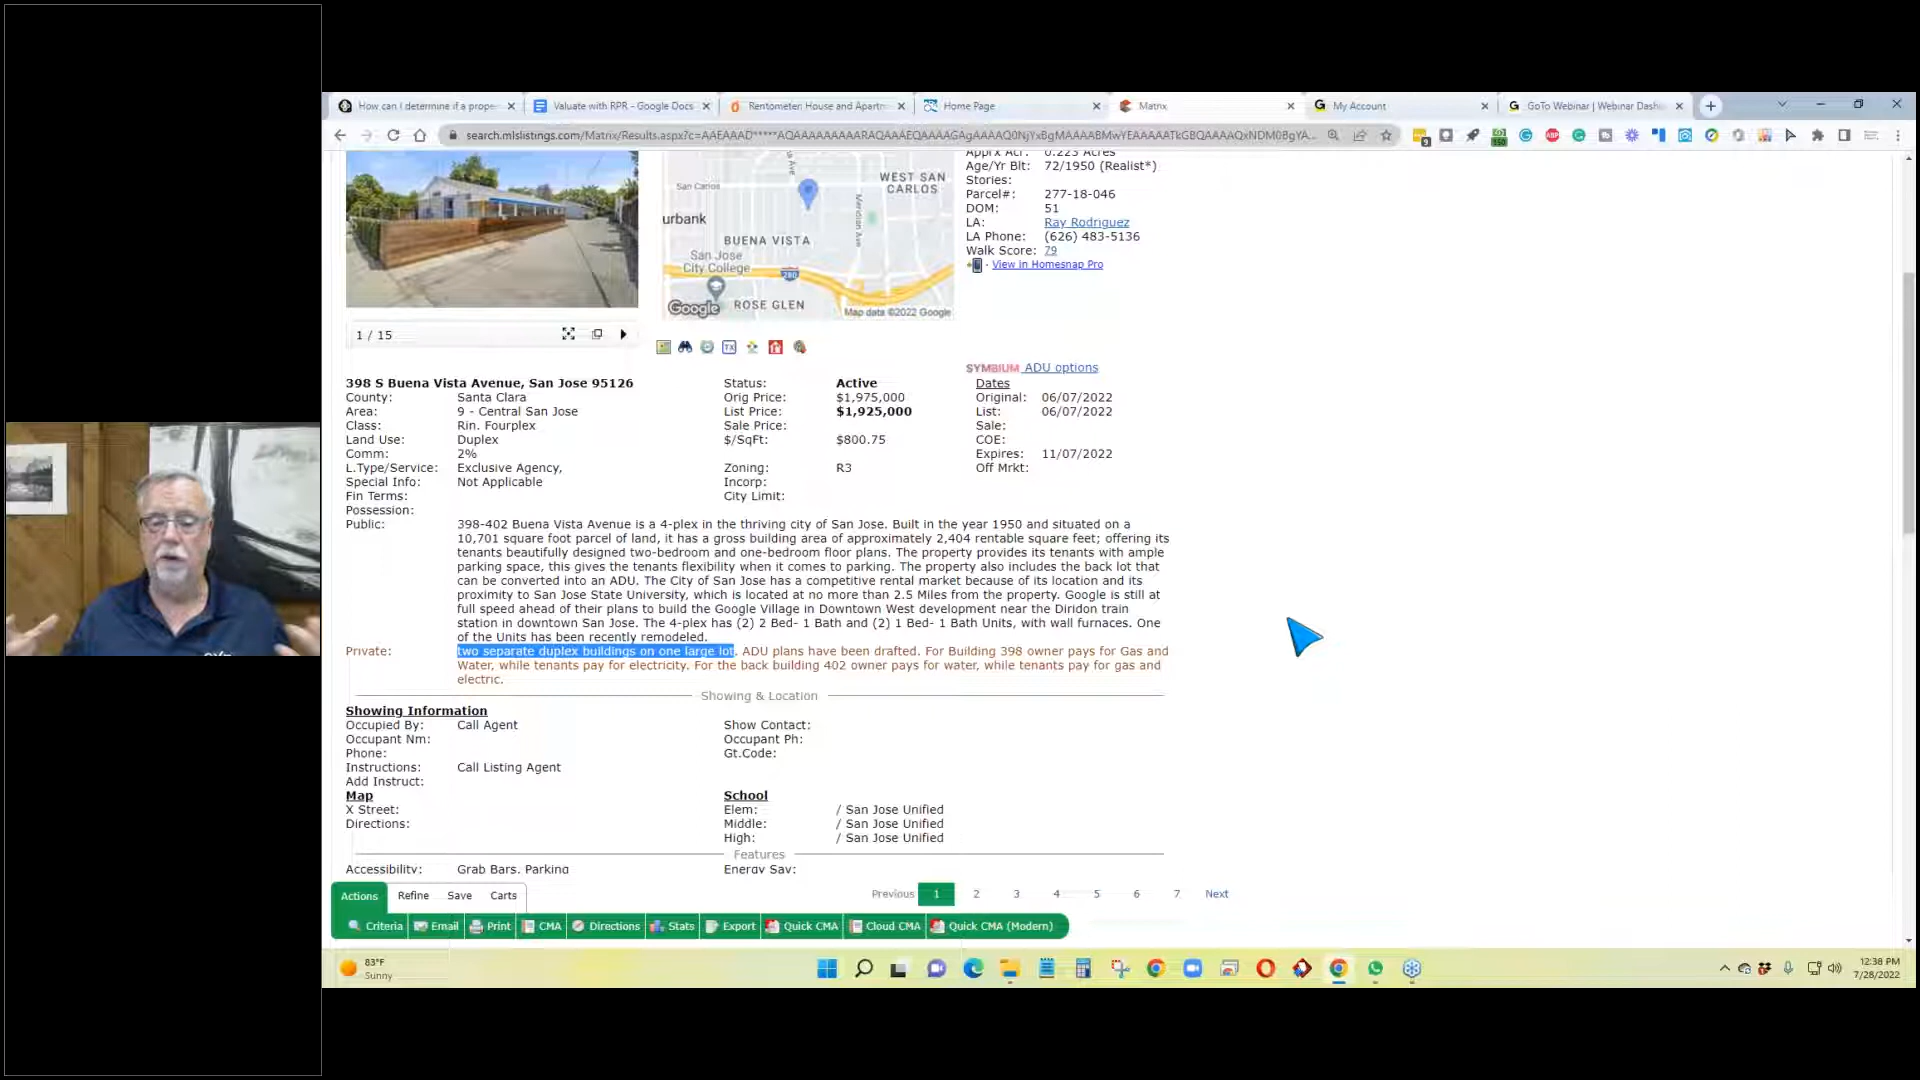 How can I determine if a prope
Valuate with RPR - Google Docs
Rentometer: House and Apartm
Home Page
Matrix
My Account
GoTo Webinar | Webinar Dashb
search.mlslistings.com/Matrix/Results.aspx?c=AAEAAAD*****AQAAAAAAAAARAQAAAEQAAAAGAgAAAAQ0NjYxBgMAAAABMwYEAAAAATkGBQAAAAQxNDM0BgYA...
Apprx Acr: 0.223 Acres
Age/Yr Blt: 72/1950 (Realist*)
Stories:
Parcel#: 277-18-046
DOM: 51
LA: Ray Rodriguez
LA Phone: (626) 483-5136
Walk Score: 79
- View in Homesnap Pro
San Carlos
WEST SAN
CARLOS
Meridian Ave
urbank
BUENA VISTA
San Jose
City College
280
ROSE GLEN
Google
Map data ©2022 Google
1 / 15
TX
SYMBIUM ADU options
398 S Buena Vista Avenue, San Jose 95126
Status: Active
Dates
County: Santa Clara
Orig Price: $1,975,000
Original: 06/07/2022
Area: 9 - Central San Jose
List Price: $1,925,000
List: 06/07/2022
Class: Rin. Fourplex
Sale Price:
Sale:
Land Use: Duplex
$/SqFt: $800.75
COE:
Comm: 2%
Expires: 11/07/2022
L.Type/Service: Exclusive Agency,
Zoning: R3
Off Mrkt:
Special Info: Not Applicable
Incorp:
Fin Terms:
City Limit:
Possession:
Public: 398-402 Buena Vista Avenue is a 4-plex in the thriving city of San Jose. Built in the year 1950 and situated on a
10,701 square foot parcel of land, it has a gross building area of approximately 2,404 rentable square feet; offering its
tenants beautifully designed two-bedroom and one-bedroom floor plans. The property provides its tenants with ample
parking space, this gives the tenants flexibility when it comes to parking. The property also includes the back lot that
can be converted into an ADU. The City of San Jose has a competitive rental market because of its location and its
proximity to San Jose State University, which is located at no more than 2.5 Miles from the property. Google is still at
full speed ahead of their plans to build the Google Village in Downtown West development near the Diridon train
station in downtown San Jose. The 4-plex has (2) 2 Bed- 1 Bath and (2) 1 Bed- 1 Bath Units, with wall furnaces. One
of the Units has been recently remodeled.
Private: two separate duplex buildings on one large lot. ADU plans have been drafted. For Building 398 owner pays for Gas and
Water, while tenants pay for electricity. For the back building 402 owner pays for water, while tenants pay for gas and
electric.
Showing & Location
Showing Information
Occupied By: Call Agent
Show Contact:
Occupant Nm:
Occupant Ph:
Phone:
Gt.Code:
Instructions: Call Listing Agent
Add Instruct:
Map
School
X Street:
Elem: / San Jose Unified
Directions:
Middle: / San Jose Unified
High: / San Jose Unified
Features
Accessibility: Grab Bars, Parking
Energy Sav:
Actions Refine Save Carts
Previous 1 2 3 4 5 6 7 Next
Criteria Email Print CMA Directions Stats Export Quick CMA Cloud CMA Quick CMA (Modern)
83°F
Sunny
12:38 PM
7/28/2022